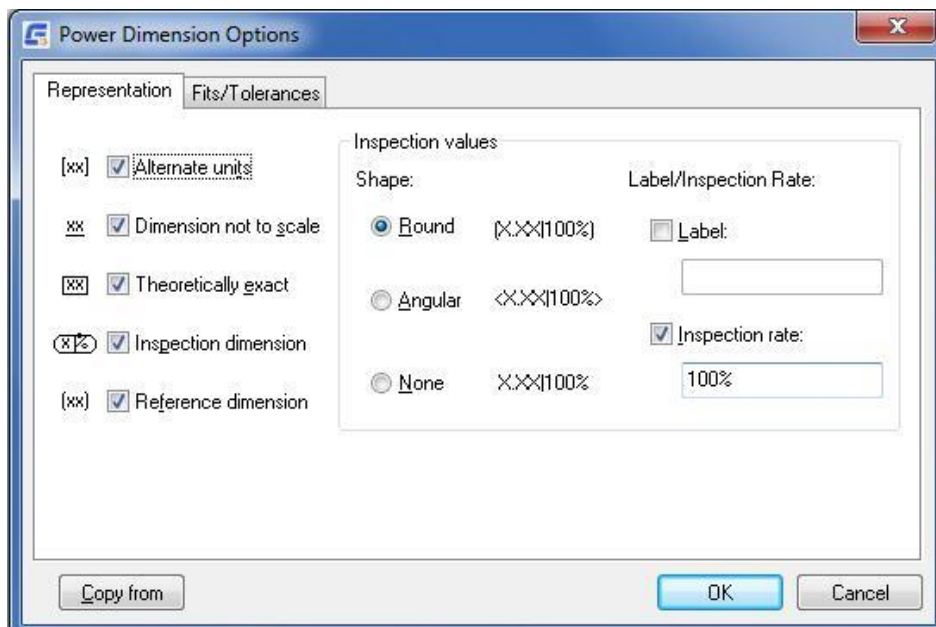 Power Dimension Options
Representation
Fits/Tolerances
[xx] Alternate units
xx Dimension not to scale
xx Theoretically exact
X % Inspection dimension
(xx) Reference dimension
Inspection values
Shape:
Round (X.XX|100%)
Angular <X.XX|100%>
None X.XX|100%
Label/Inspection Rate:
Label:
Inspection rate:
100%
Copy from
OK
Cancel